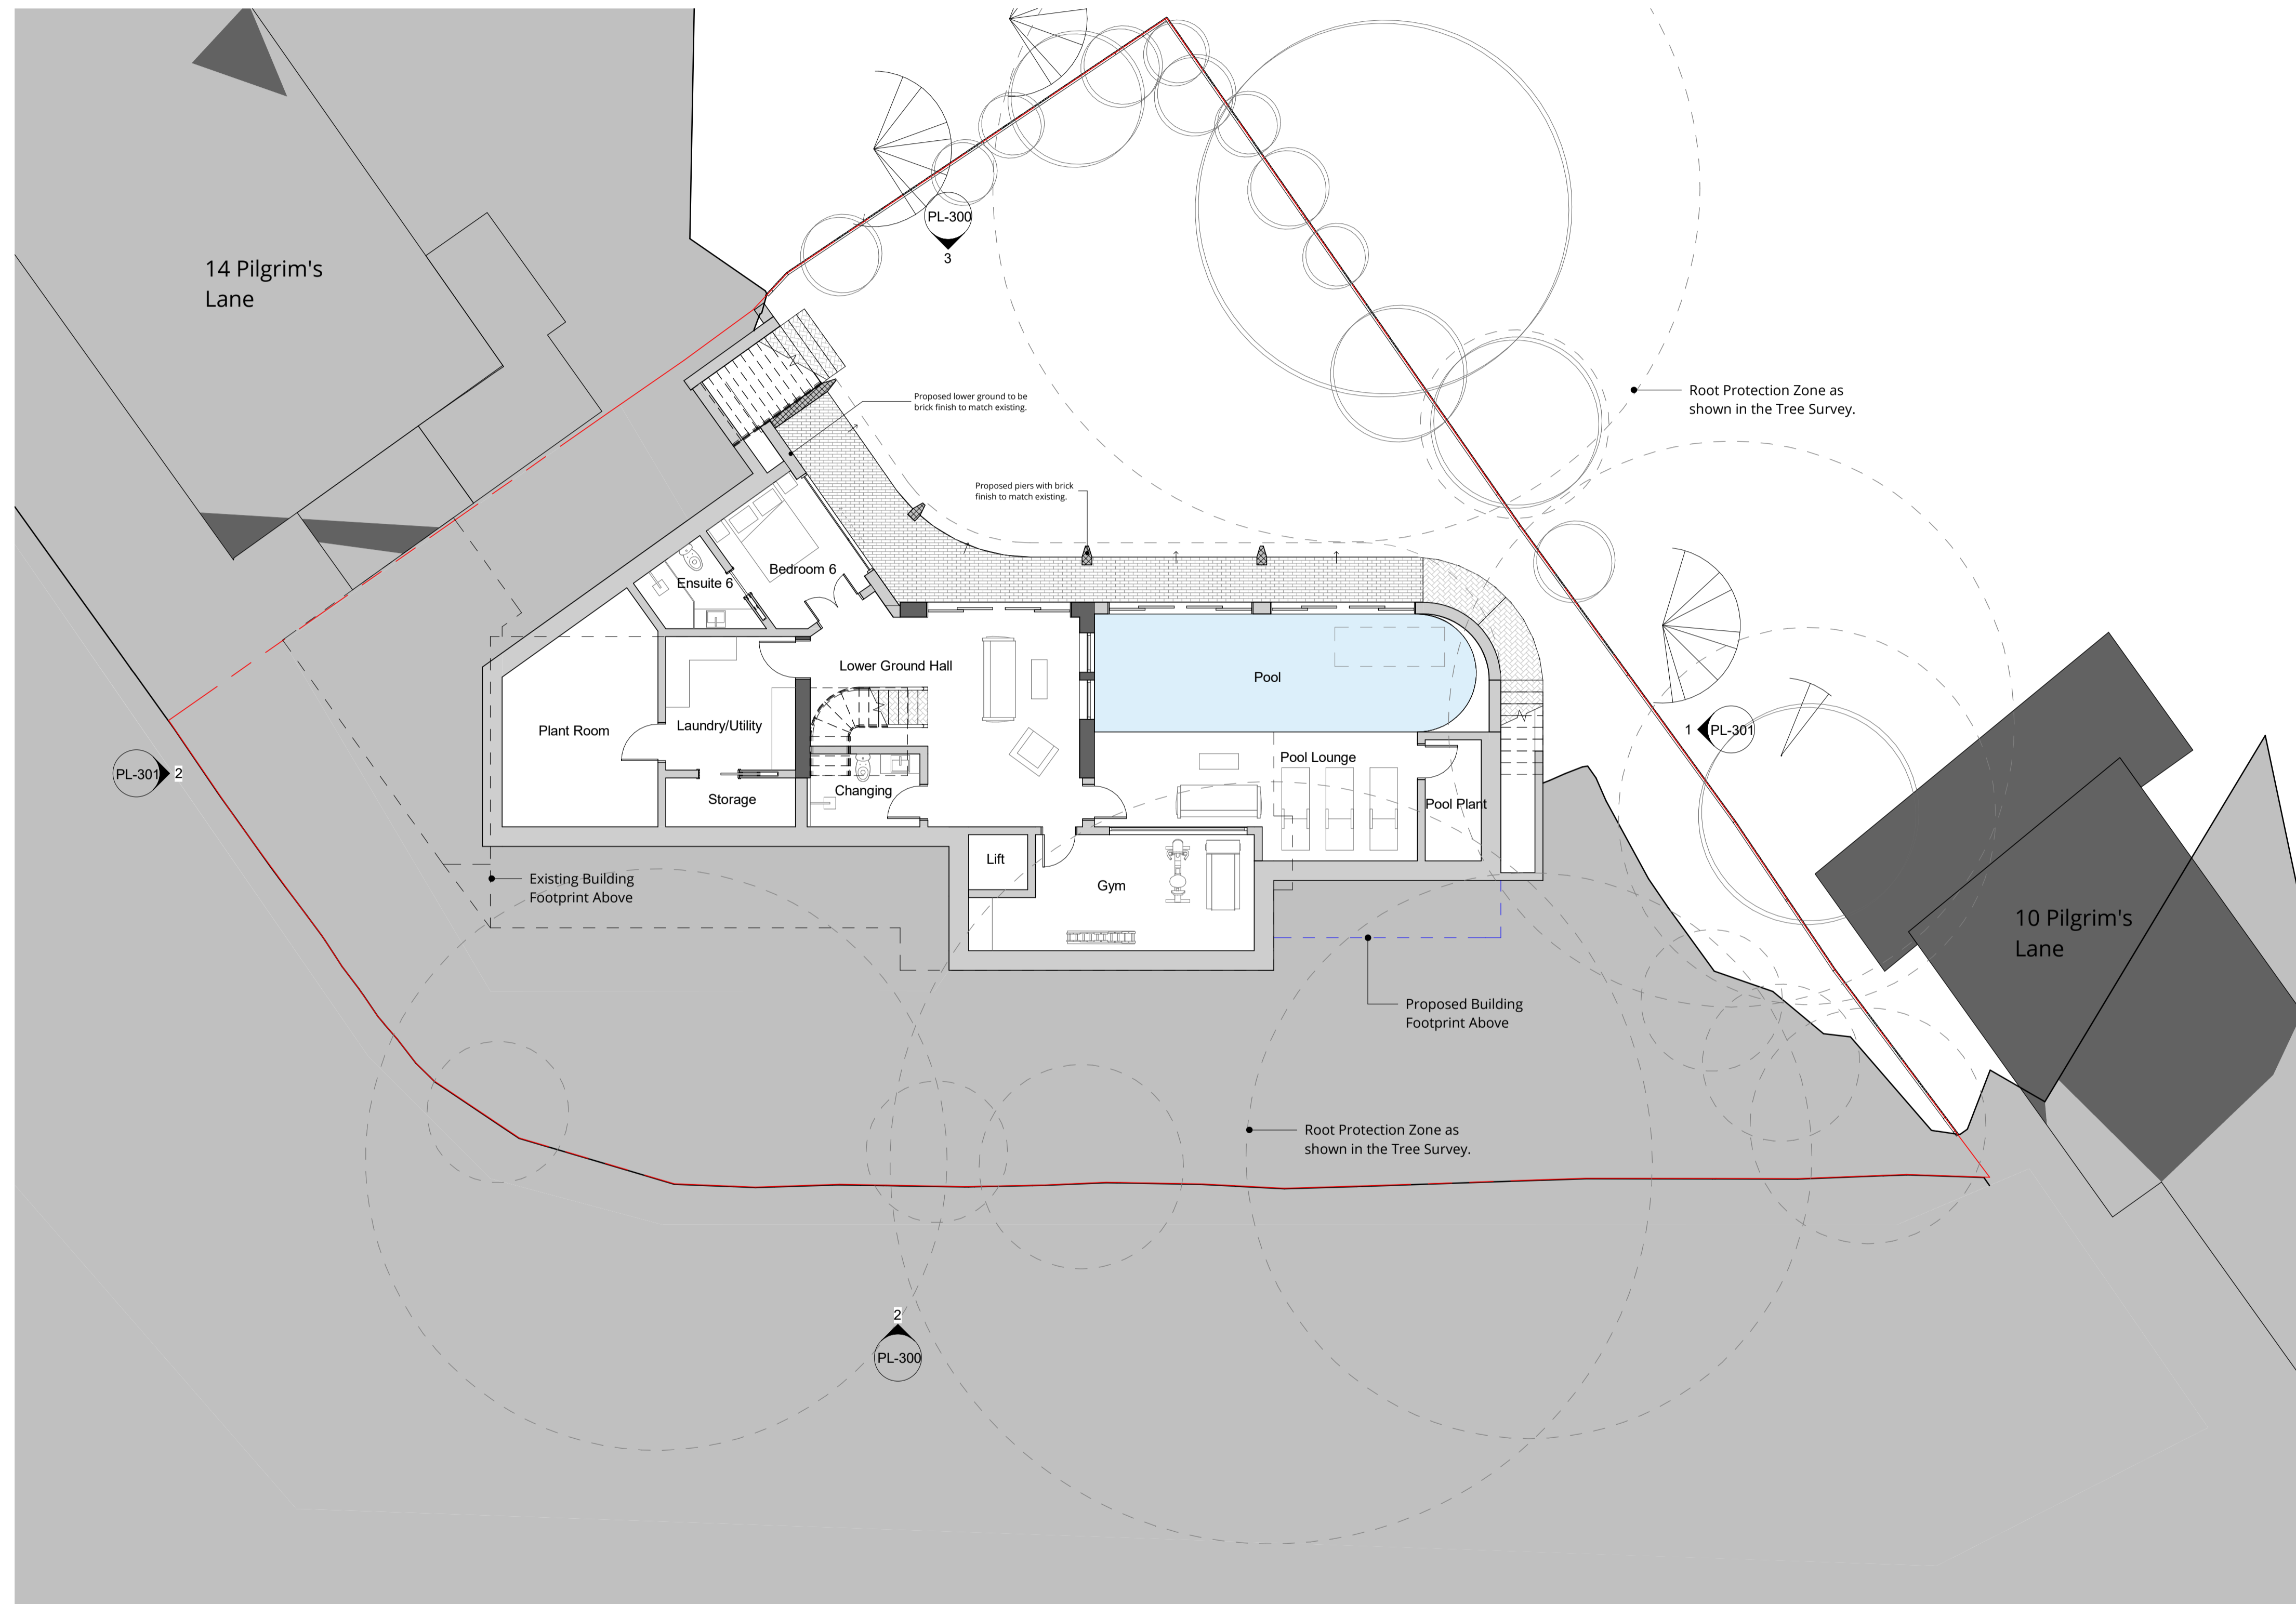 PL-300
3
14 Pilgrim's
Lane
Proposed lower ground to be
brick finish to match existing.
Root Protection Zone as
shown in the Tree Survey.
Proposed piers with brick
finish to match existing.
Ensuite 6
Bedroom 6
Lower Ground Hall
Pool
Plant Room
Laundry/Utility
1
PL-301
PL-301
2
Pool Lounge
Storage
Changing
Pool Plant
Lift
Gym
Existing Building
Footprint Above
10 Pilgrim's
Lane
Proposed Building
Footprint Above
Root Protection Zone as
shown in the Tree Survey.
2
PL-300